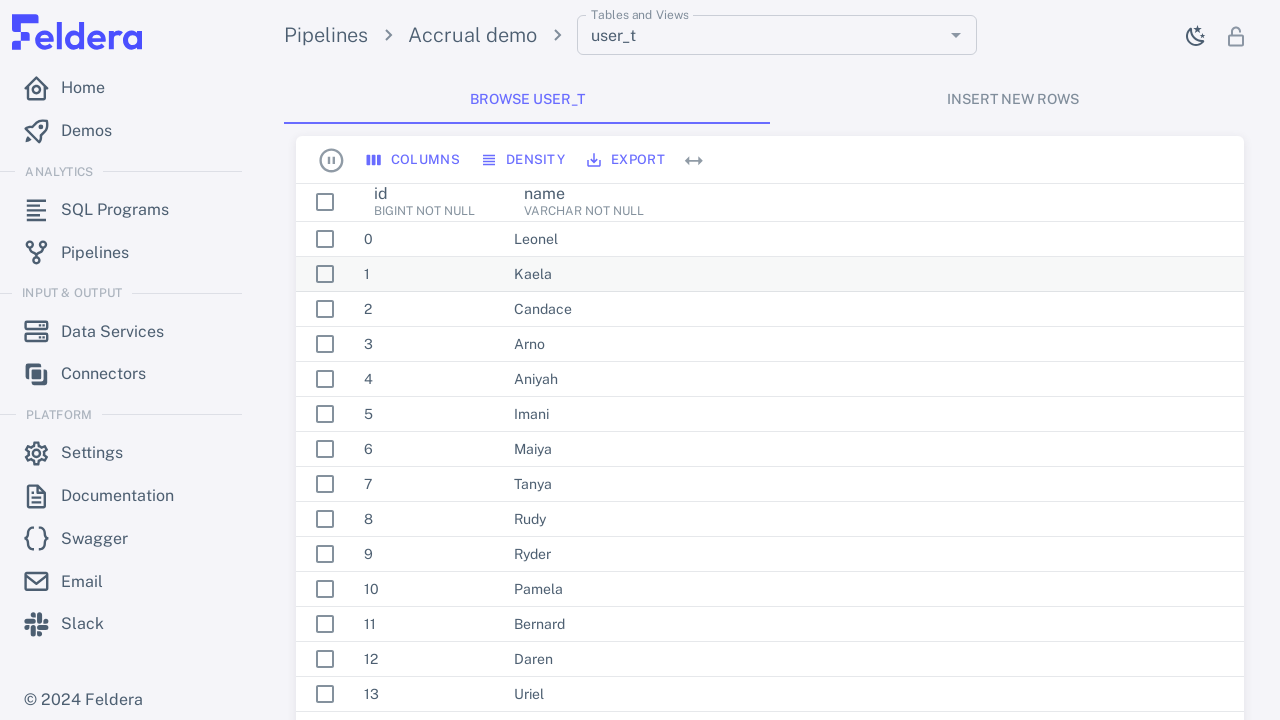 Feldera
Home
Demos
ANALYTICS
SQL Programs
Pipelines
INPUT & OUTPUT
Data Services
Connectors
PLATFORM
Settings
Documentation
Swagger
Email
Slack
© 2024 Feldera
Pipelines
Accrual demo
Tables and Views
user_t
BROWSE USER_T
INSERT NEW ROWS
COLUMNS
DENSITY
EXPORT
id name
BIGINT NOT NULL VARCHAR NOT NULL
0 Leonel
1 Kaela
2 Candace
3 Arno
4 Aniyah
5 Imani
6 Maiya
7 Tanya
8 Rudy
9 Ryder
10 Pamela
11 Bernard
12 Daren
13 Uriel